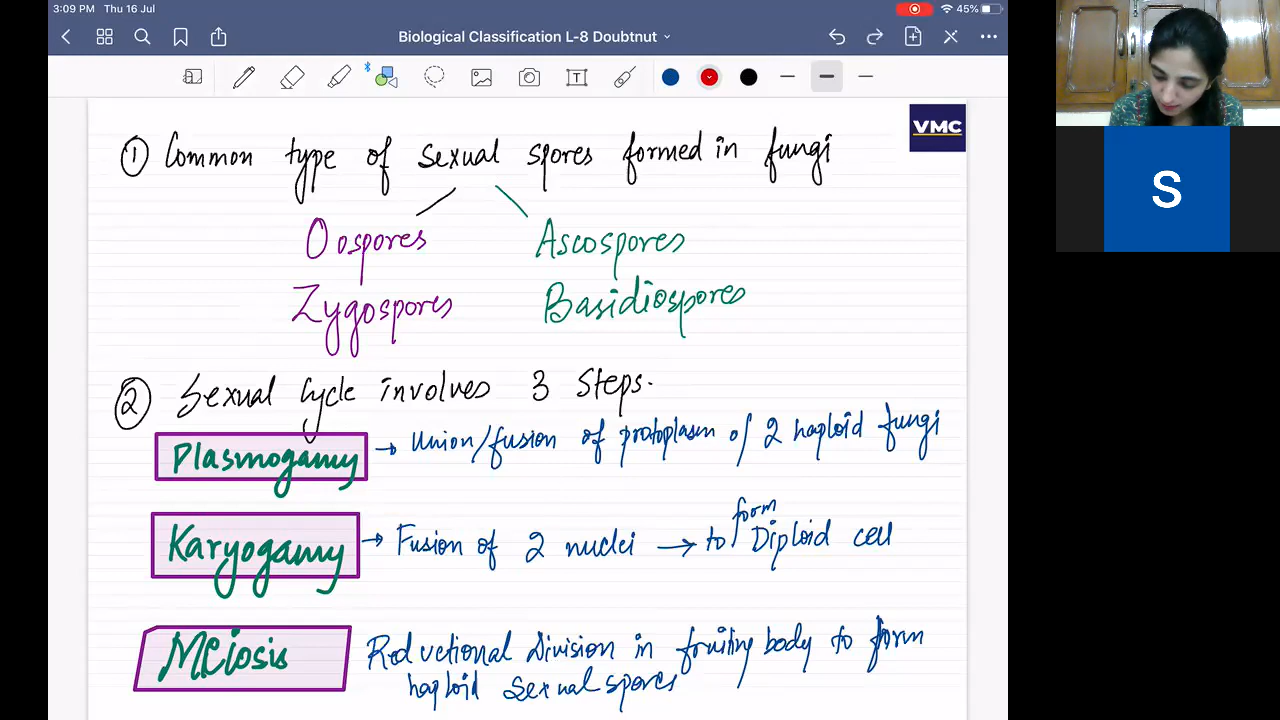 3:09 PM Thu 16 Jul
45%
Biological Classification L-8 Doubtnut
T
VMC
S
① Common type of sexual spores formed in fungi
Oospores Ascospores
Zygospores Basidiospores
② Sexual Cycle involves 3 Steps.
Plasmogamy → Union/fusion of protoplasm of 2 haploid fungi
Karyogamy → Fusion of 2 nuclei → to form Diploid cell
Meiosis Reductional Division in fruiting body to form
haploid sexual spores